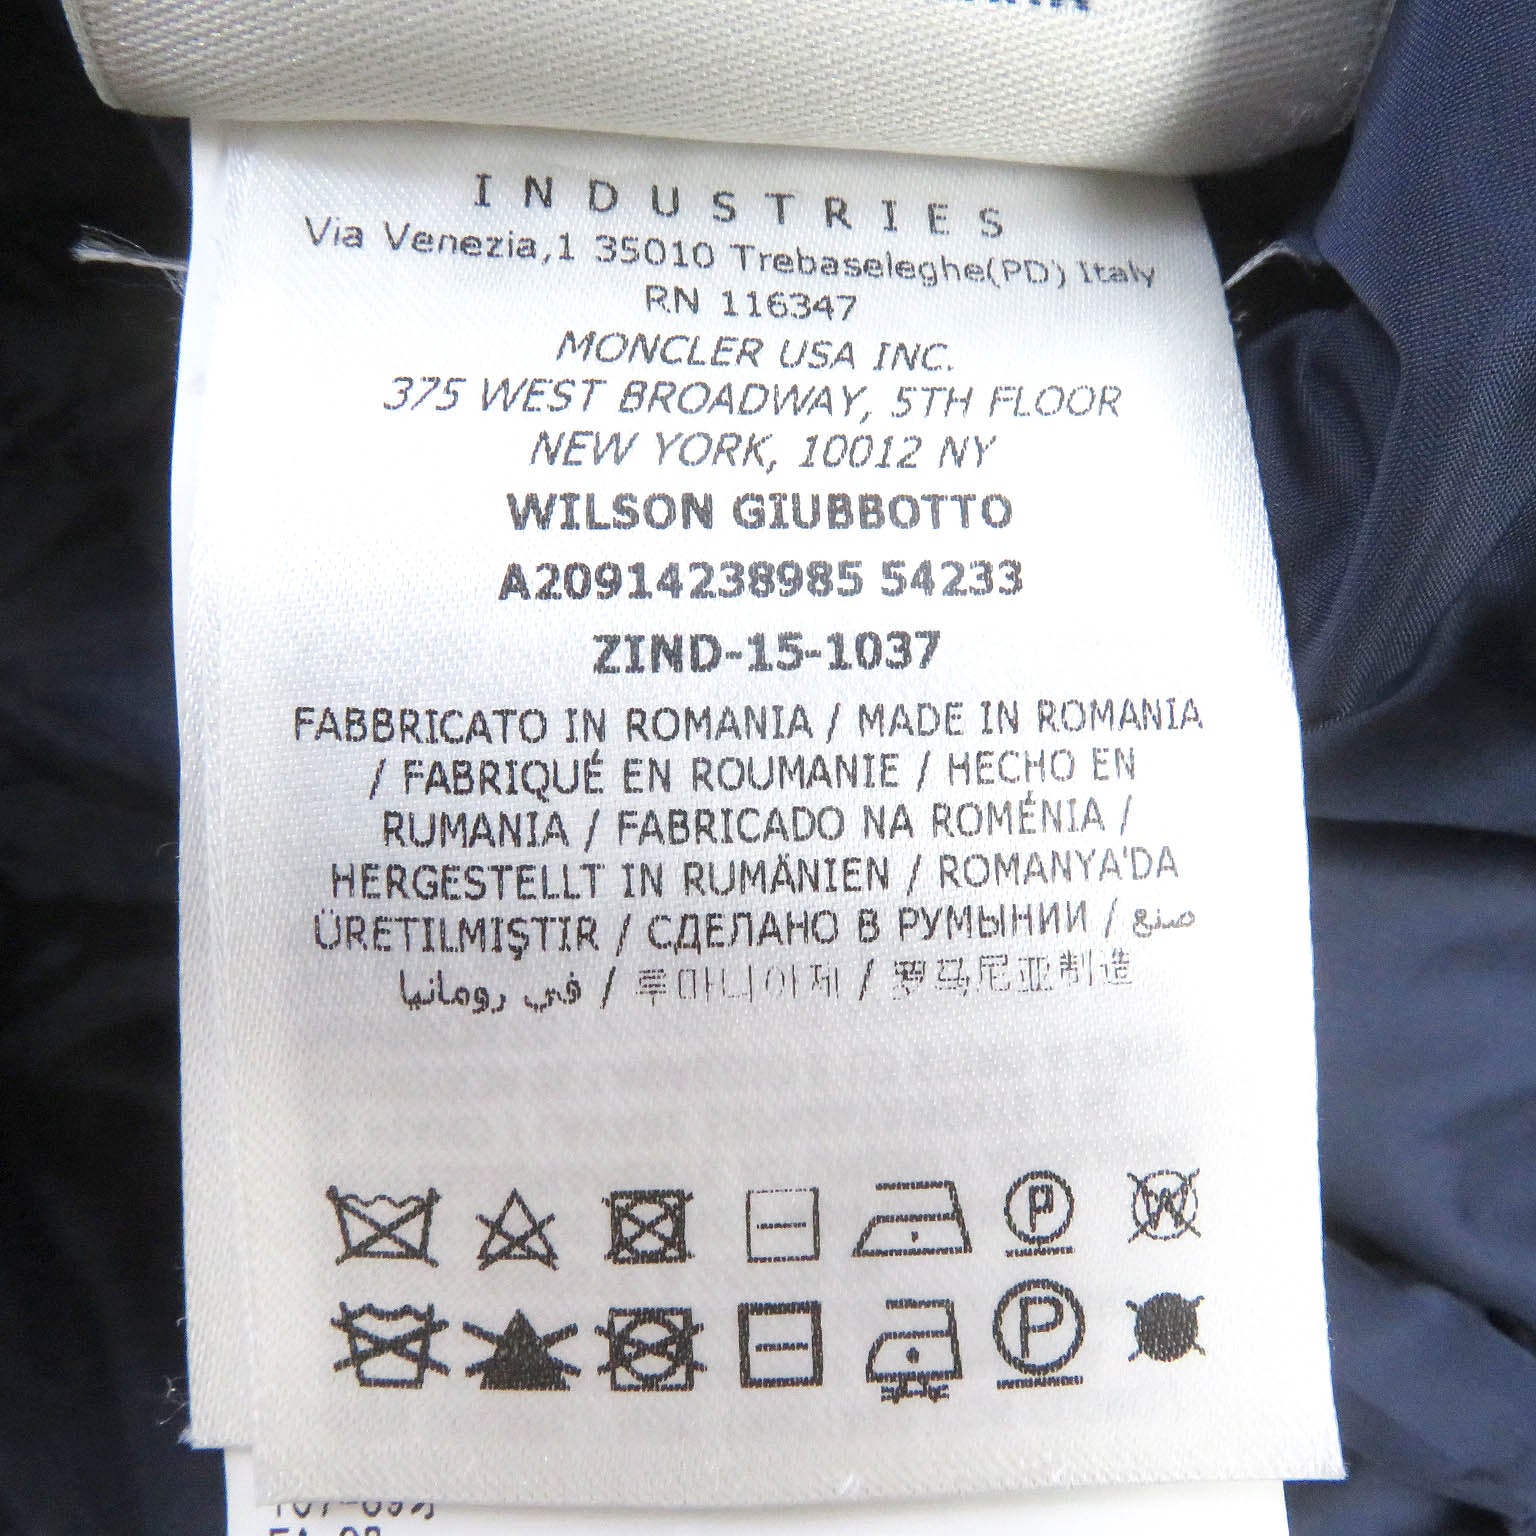 I N D U S T R I E S
Via Venezia,1 35010 Trebaseleghe(PD) Italy
RN 116347
MONCLER USA INC.
375 WEST BROADWAY, 5TH FLOOR
NEW YORK, 10012 NY
WILSON GIUBBOTTO
A20914238985 54233
ZIND-15-1037
FABBRICATO IN ROMANIA / MADE IN ROMANIA
/ FABRIQUÉ EN ROUMANIE / HECHO EN
RUMANIA / FABRICADO NA ROMÉNIA /
HERGESTELLT IN RUMÄNIEN / ROMANYA'DA
ÜRETILMIŞTIR / СДЕЛАНО В РУМЫНИИ / صنع
في رومانيا / 루마니아제 / 罗马尼亚制造
P W
P